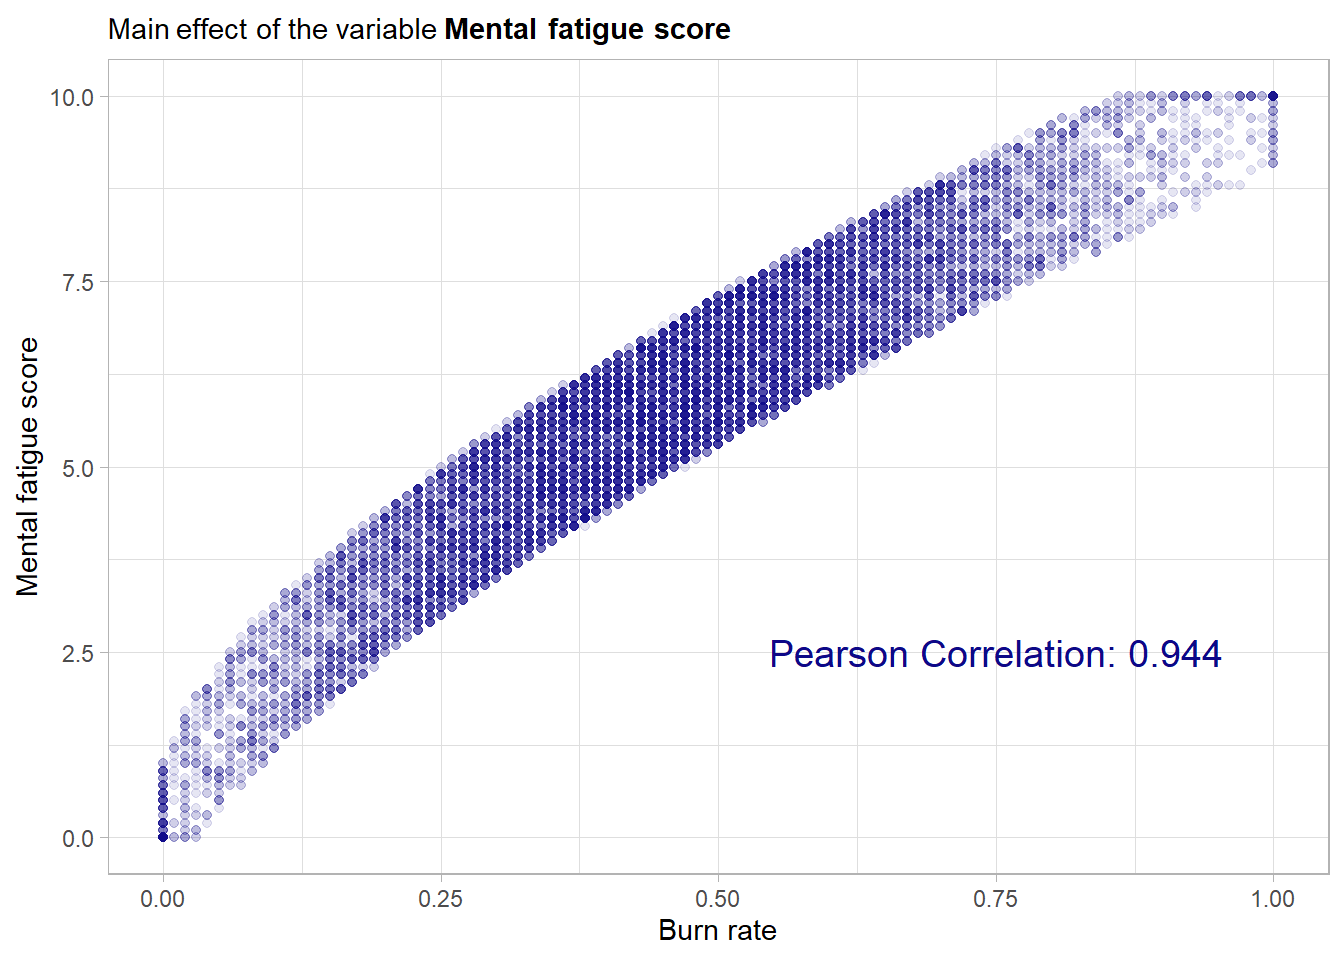 Main effect of the variable Mental fatigue score
10.0
7.5
5.0
2.5
0.0
Mental fatigue score
Pearson Correlation: 0.944
0.00 0.25 0.50 0.75 1.00
Burn rate